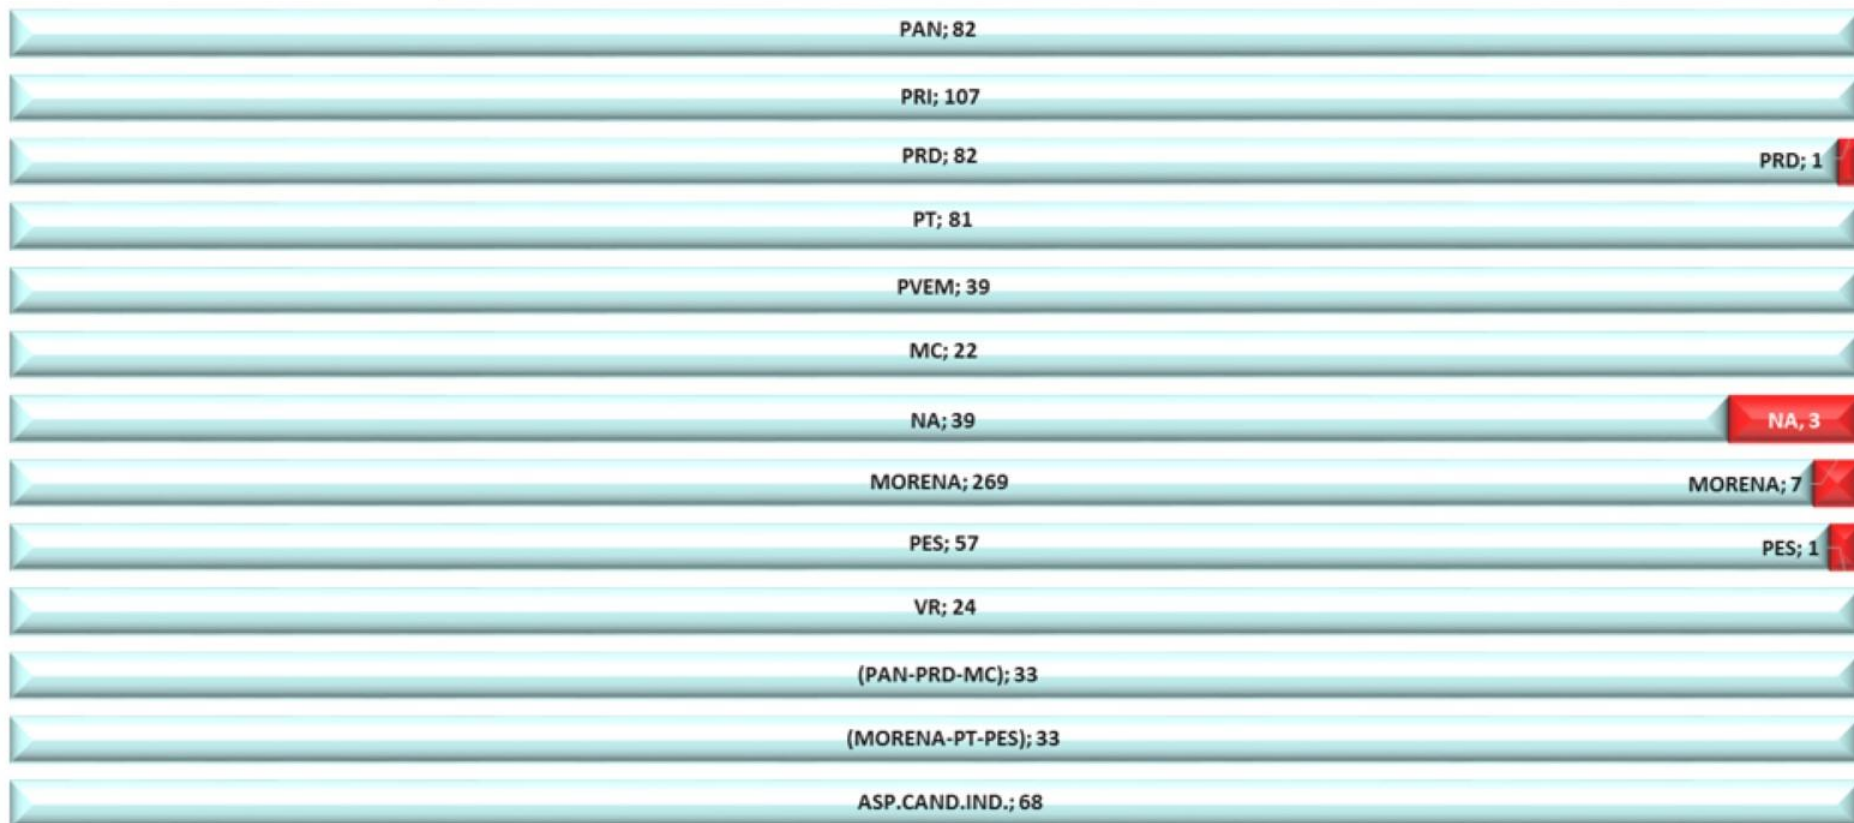 PAN; 82
PRI; 107
PRD; 82
PRD; 1
PT; 81
PVEM; 39
MC; 22
NA; 39
NA, 3
MORENA; 269
MORENA; 7
PES; 57
PES; 1
VR; 24
(PAN-PRD-MC); 33
(MORENA-PT-PES); 33
ASP.CAND.IND.; 68